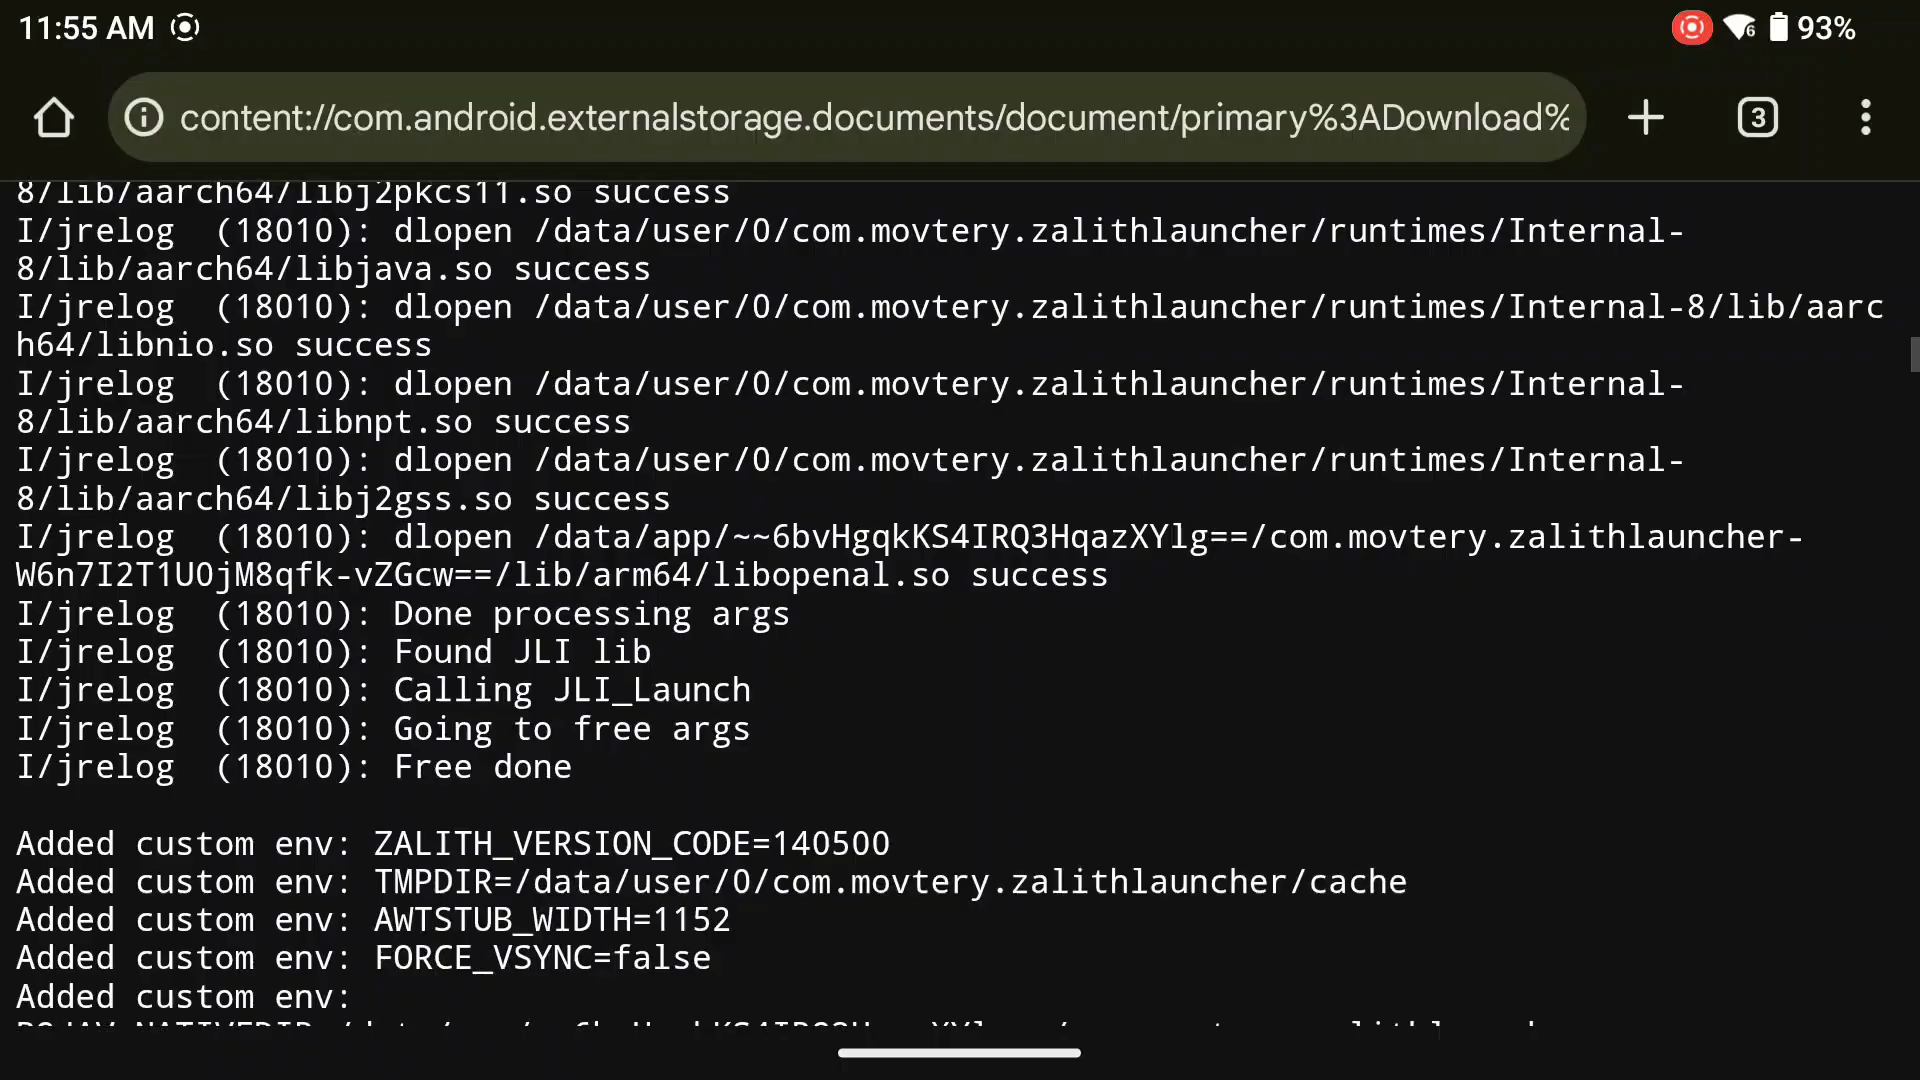 11:55 AM
6 93%
content://com.android.externalstorage.documents/document/primary%3ADownload%
3
8/lib/aarch64/libj2pkcs11.so success
I/jrelog  (18010): dlopen /data/user/0/com.movtery.zalithlauncher/runtimes/Internal-
8/lib/aarch64/libjava.so success
I/jrelog  (18010): dlopen /data/user/0/com.movtery.zalithlauncher/runtimes/Internal-8/lib/aarc
h64/libnio.so success
I/jrelog  (18010): dlopen /data/user/0/com.movtery.zalithlauncher/runtimes/Internal-
8/lib/aarch64/libnpt.so success
I/jrelog  (18010): dlopen /data/user/0/com.movtery.zalithlauncher/runtimes/Internal-
8/lib/aarch64/libj2gss.so success
I/jrelog  (18010): dlopen /data/app/~~6bvHgqkKS4IRQ3HqazXYlg==/com.movtery.zalithlauncher-
W6n7I2T1U0jM8qfk-vZGcw==/lib/arm64/libopenal.so success
I/jrelog  (18010): Done processing args
I/jrelog  (18010): Found JLI lib
I/jrelog  (18010): Calling JLI_Launch
I/jrelog  (18010): Going to free args
I/jrelog  (18010): Free done
Added custom env: ZALITH_VERSION_CODE=140500
Added custom env: TMPDIR=/data/user/0/com.movtery.zalithlauncher/cache
Added custom env: AWTSTUB_WIDTH=1152
Added custom env: FORCE_VSYNC=false
Added custom env: